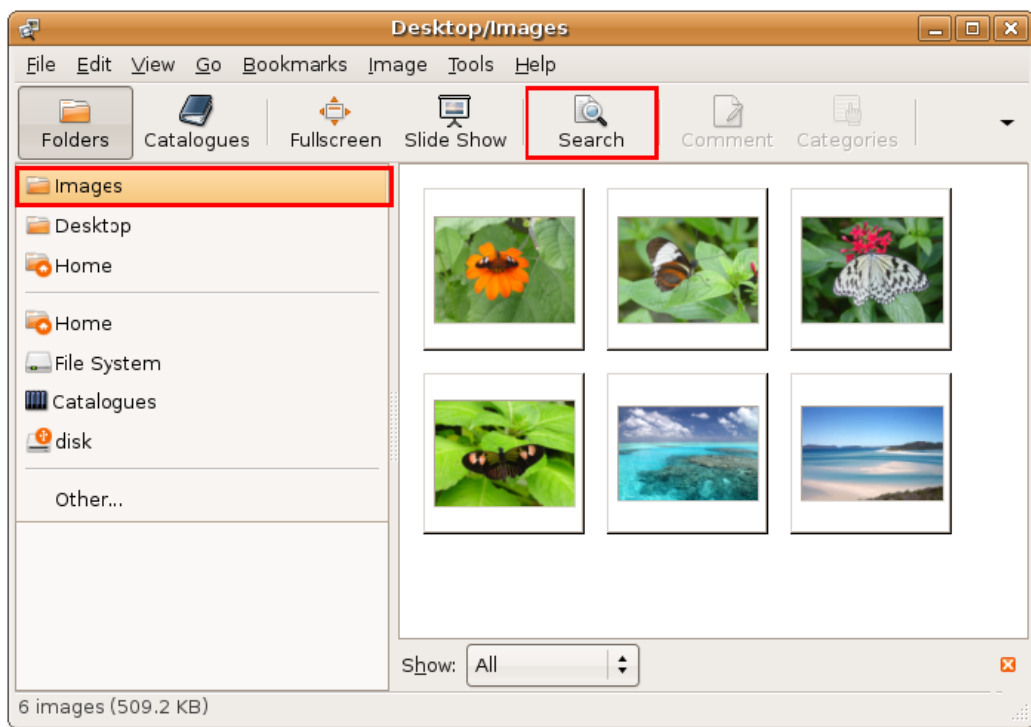 Desktop/Images
File Edit View Go Bookmarks Image Tools Help
Folders Catalogues Fullscreen Slide Show Search Comment Categories
Images
Desktop
Home
Home
File System
Catalogues
disk
Other...
Show: All
6 images (509.2 KB)